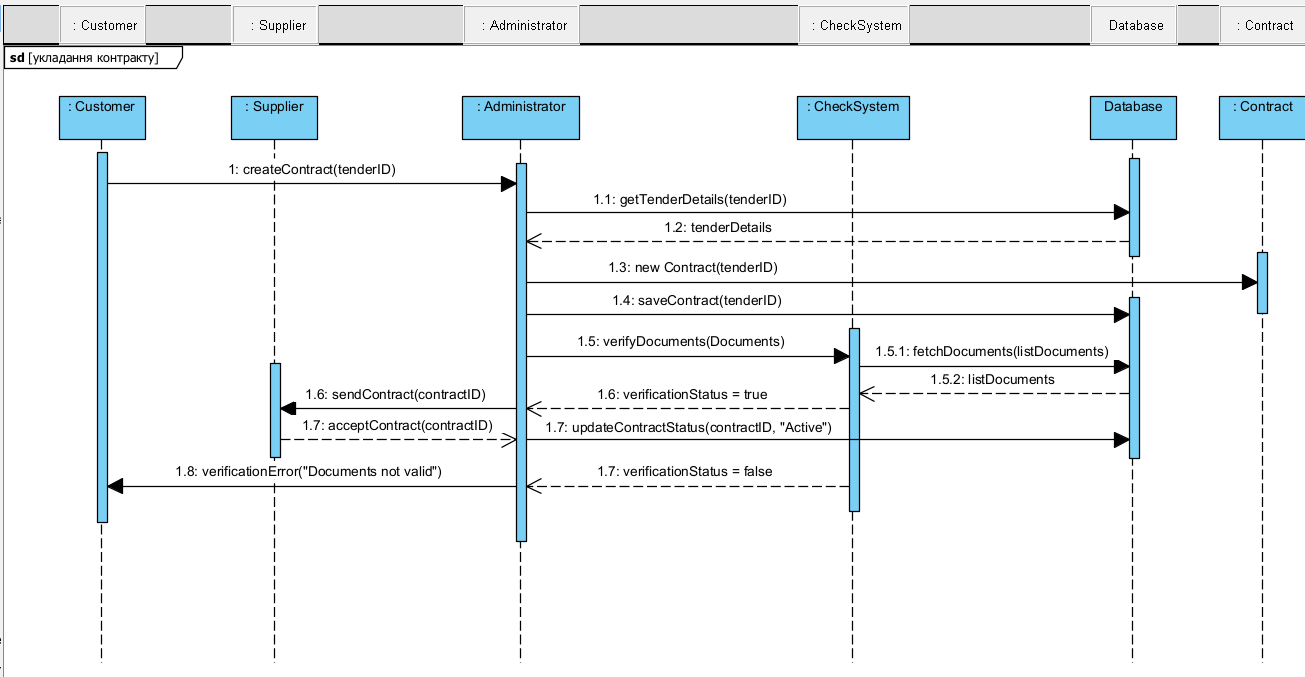 : Customer
: Supplier
: Administrator
: CheckSystem
Database
: Contract
sd [укладання контракту]
: Customer
: Supplier
: Administrator
: CheckSystem
Database
: Contract
1: createContract(tenderID)
1.1: getTenderDetails(tenderID)
1.2: tenderDetails
1.3: new Contract(tenderID)
1.4: saveContract(tenderID)
1.5: verifyDocuments(Documents)
1.5.1: fetchDocuments(listDocuments)
1.5.2: listDocuments
1.6: sendContract(contractID)
1.6: verificationStatus = true
1.7: acceptContract(contractID)
1.7: updateContractStatus(contractID, "Active")
1.8: verificationError("Documents not valid")
1.7: verificationStatus = false